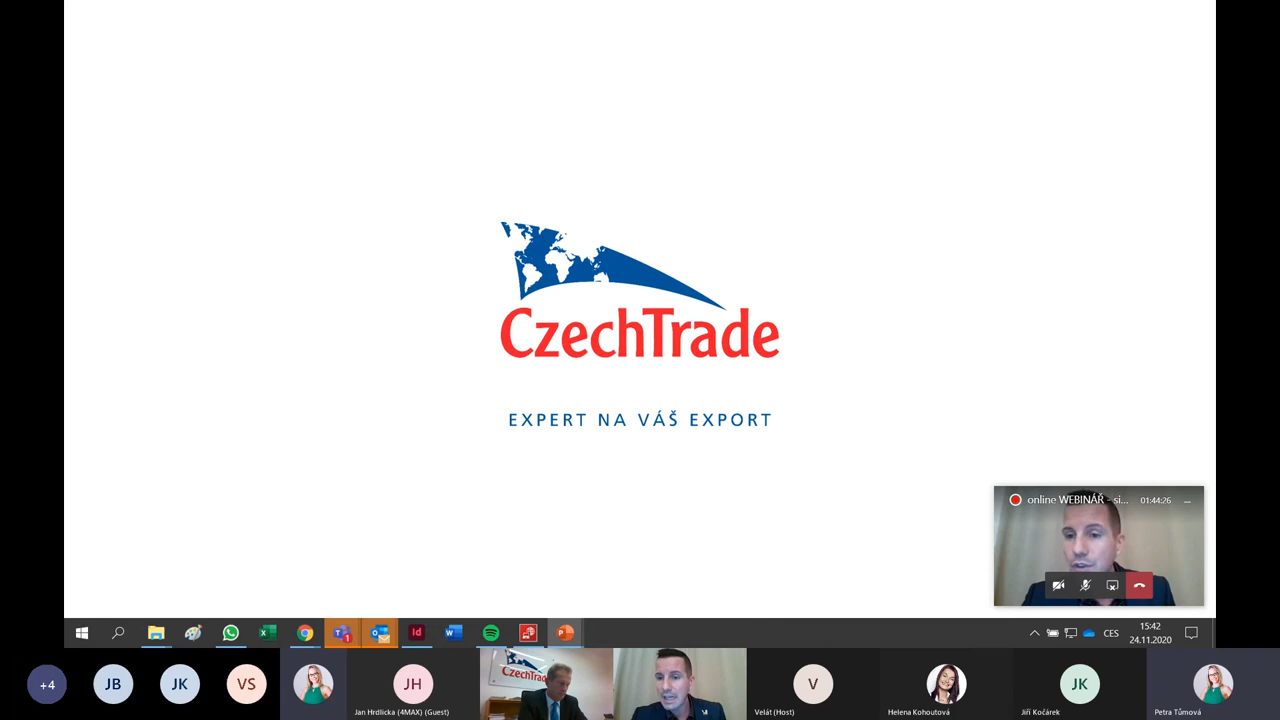 CzechTrade
EXPERT NA VÁŠ EXPORT
online WEBINÁŘ - si... 01:44:26 ...
CES
15:42
24.11.2020
+4
JB
JK
VS
JH
Jan Hrdlicka (4MAX) (Guest)
CzechTrade
V
Velát (Host)
Helena Kohoutová
JK
Jiří Kočárek
Petra Tůmová